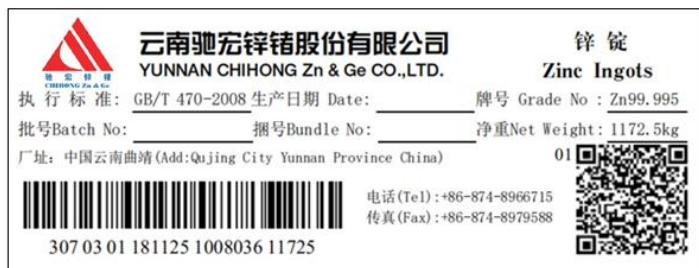 云南驰宏锌锗股份有限公司
YUNNAN CHIHONG Zn & Ge CO.,LTD.
锌 锭
Zinc Ingots
驰 宏 锌 锗
CHIHONG Zn & Ge
执 行 标 准: GB/T 470-2008 生产日期 Date: 牌号 Grade No : Zn99.995
批号Batch No: 捆号Bundle No: 净重Net Weight: 1172.5kg
厂址: 中国云南曲靖(Add:Qujing City Yunnan Province China) 01
电话(Tel):+86-874-8966715
传真(Fax):+86-874-8979588
307 03 01 181125 1008036 11725